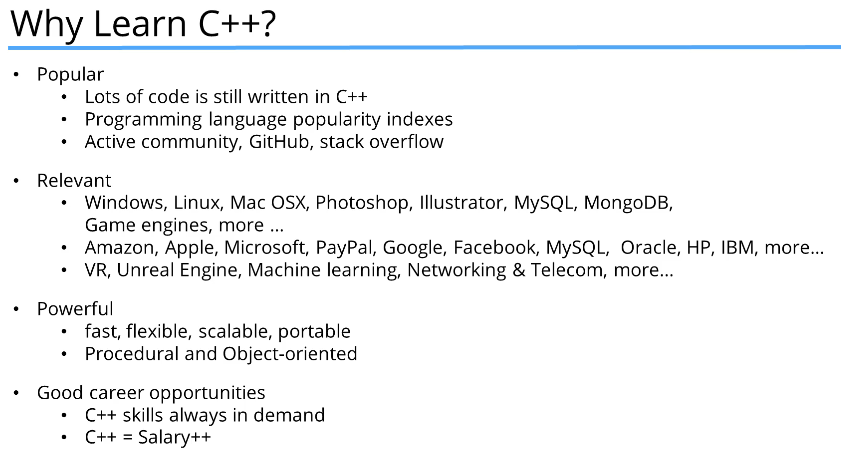 Why Learn C++?
• Popular
• Lots of code is still written in C++
• Programming language popularity indexes
• Active community, GitHub, stack overflow
• Relevant
• Windows, Linux, Mac OSX, Photoshop, Illustrator, MySQL, MongoDB,
Game engines, more ...
• Amazon, Apple, Microsoft, PayPal, Google, Facebook, MySQL, Oracle, HP, IBM, more...
• VR, Unreal Engine, Machine learning, Networking & Telecom, more...
• Powerful
• fast, flexible, scalable, portable
• Procedural and Object-oriented
• Good career opportunities
• C++ skills always in demand
• C++ = Salary++